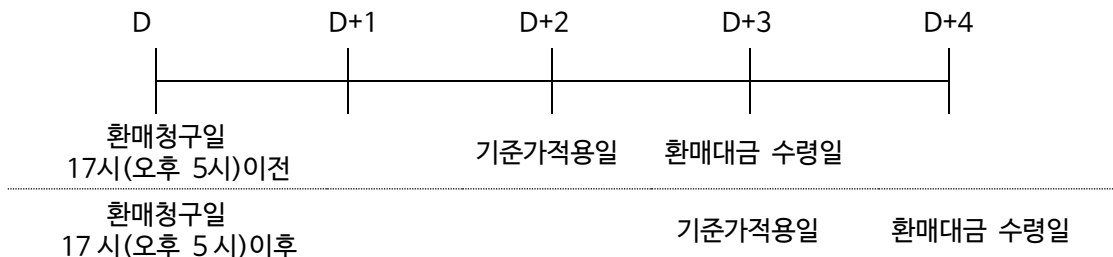 D D+1 D+2 D+3 D+4
환매청구일
17시(오후 5시)이전
기준가적용일 환매대금 수령일
환매청구일
17 시(오후 5 시)이후
기준가적용일 환매대금 수령일